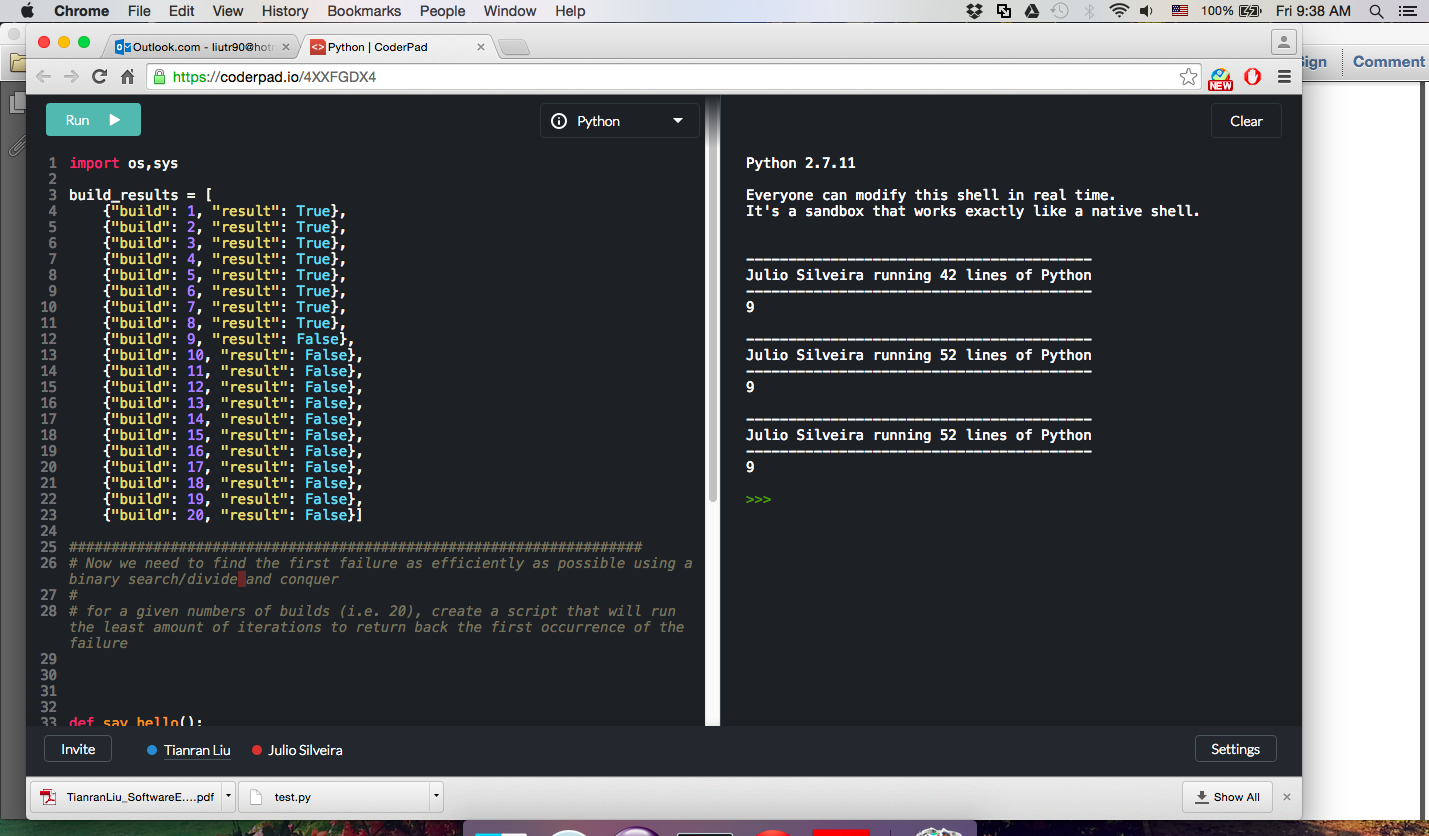 Chrome File Edit View History Bookmarks People Window Help 100% Fri 9:38 AM
Outlook.com - liutr90@hot
<> Python | CoderPad
https://coderpad.io/4XXFGDX4
NEW
Sign Comment
Run
Python
Clear
1 import os,sys
2
3 build_results = [
4 {"build": 1, "result": True},
5 {"build": 2, "result": True},
6 {"build": 3, "result": True},
7 {"build": 4, "result": True},
8 {"build": 5, "result": True},
9 {"build": 6, "result": True},
10 {"build": 7, "result": True},
11 {"build": 8, "result": True},
12 {"build": 9, "result": False},
13 {"build": 10, "result": False},
14 {"build": 11, "result": False},
15 {"build": 12, "result": False},
16 {"build": 13, "result": False},
17 {"build": 14, "result": False},
18 {"build": 15, "result": False},
19 {"build": 16, "result": False},
20 {"build": 17, "result": False},
21 {"build": 18, "result": False},
22 {"build": 19, "result": False},
23 {"build": 20, "result": False}]
24
25 ####################################################################
26 # Now we need to find the first failure as efficiently as possible using a
binary search/divide and conquer
27 #
28 # for a given numbers of builds (i.e. 20), create a script that will run
the least amount of iterations to return back the first occurrence of the
failure
29
30
31
32
33 def say_hello():
Python 2.7.11
Everyone can modify this shell in real time.
It's a sandbox that works exactly like a native shell.
-----------------------------------------
Julio Silveira running 42 lines of Python
-----------------------------------------
9
-----------------------------------------
Julio Silveira running 52 lines of Python
-----------------------------------------
9
-----------------------------------------
Julio Silveira running 52 lines of Python
-----------------------------------------
9
>>>
Invite Tianran Liu Julio Silveira Settings
TianranLiu_SoftwareE....pdf test.py Show All